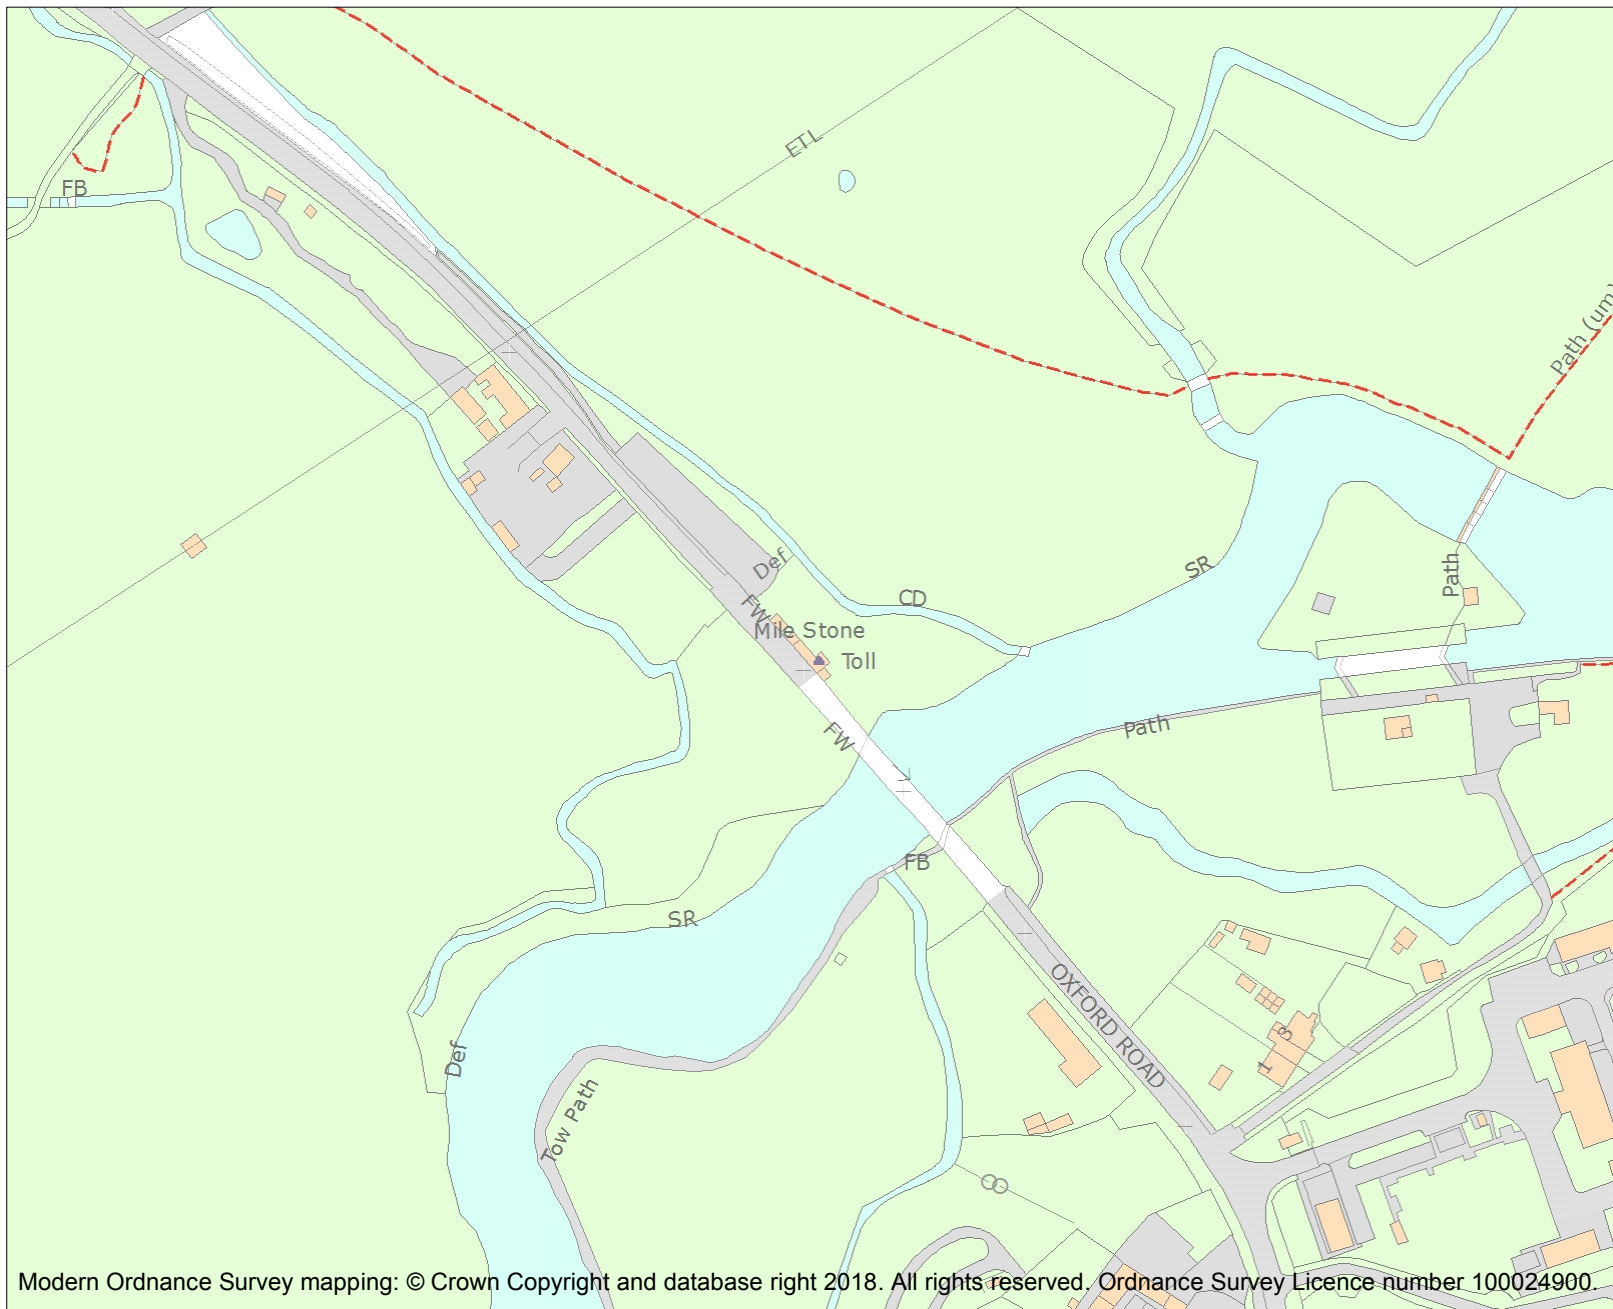 ETL
FB
Path (um)
Def
CD
SR
Path
FW
Mile Stone
Toll
FW
Path
FB
SR
OXFORD ROAD
3
1
Def
Tow Path
Modern Ordnance Survey mapping: © Crown Copyright and database right 2018. All rights reserved. Ordnance Survey Licence number 100024900.